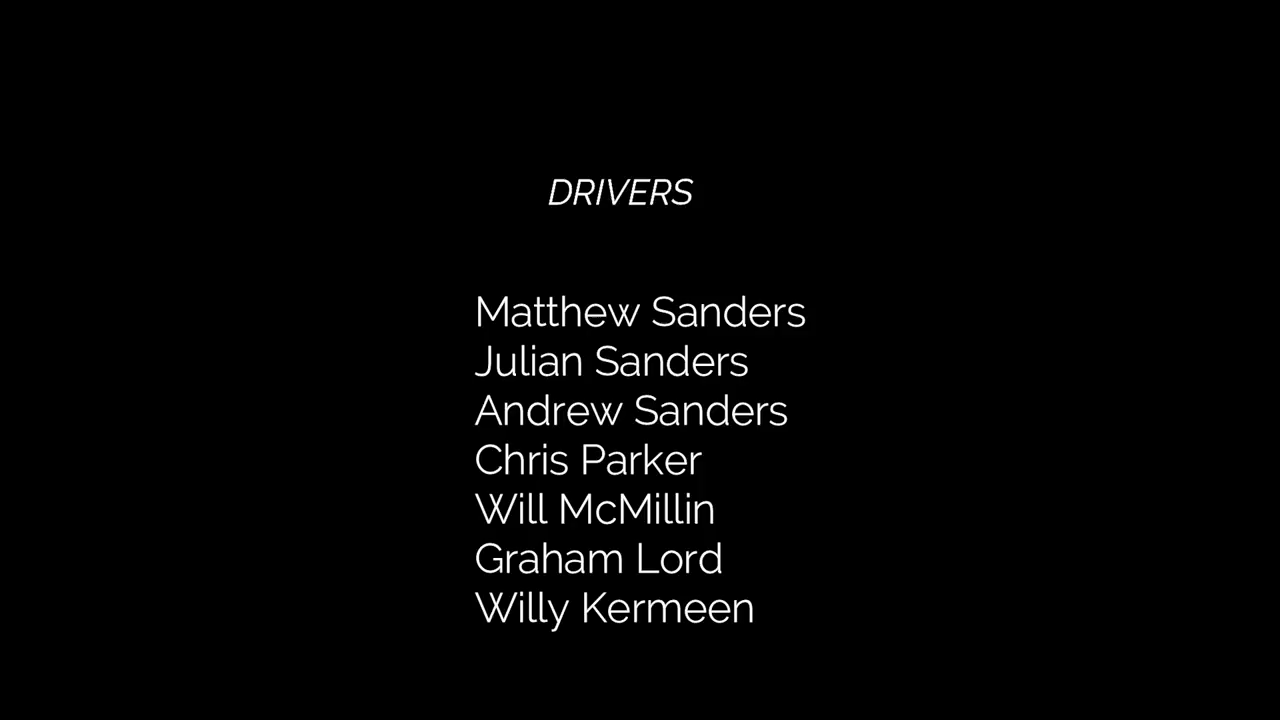 DRIVERS
Matthew Sanders
Julian Sanders
Andrew Sanders
Chris Parker
Will McMillin
Graham Lord
Willy Kermeen